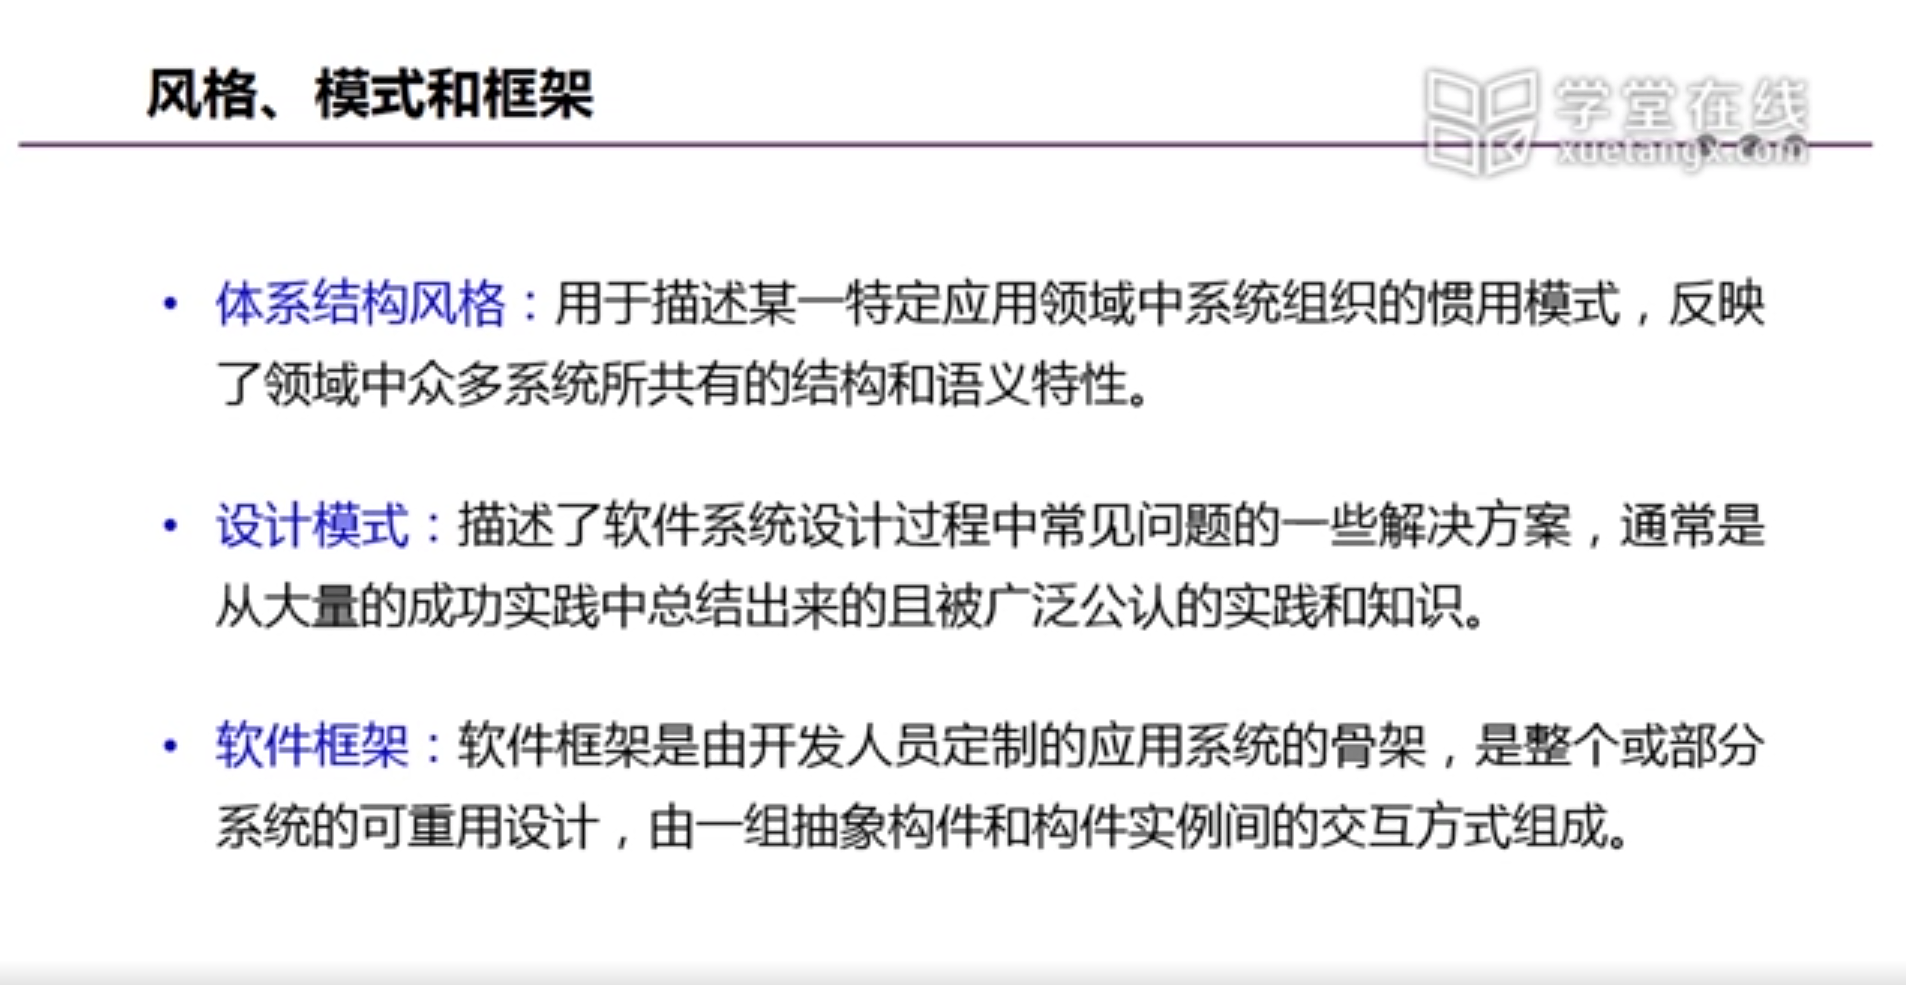 风格、模式和框架
学堂在线
xuetangx.com
• 体系结构风格：用于描述某一特定应用领域中系统组织的惯用模式，反映
了领域中众多系统所共有的结构和语义特性。
• 设计模式：描述了软件系统设计过程中常见问题的一些解决方案，通常是
从大量的成功实践中总结出来的且被广泛公认的实践和知识。
• 软件框架：软件框架是由开发人员定制的应用系统的骨架，是整个或部分
系统的可重用设计，由一组抽象构件和构件实例间的交互方式组成。